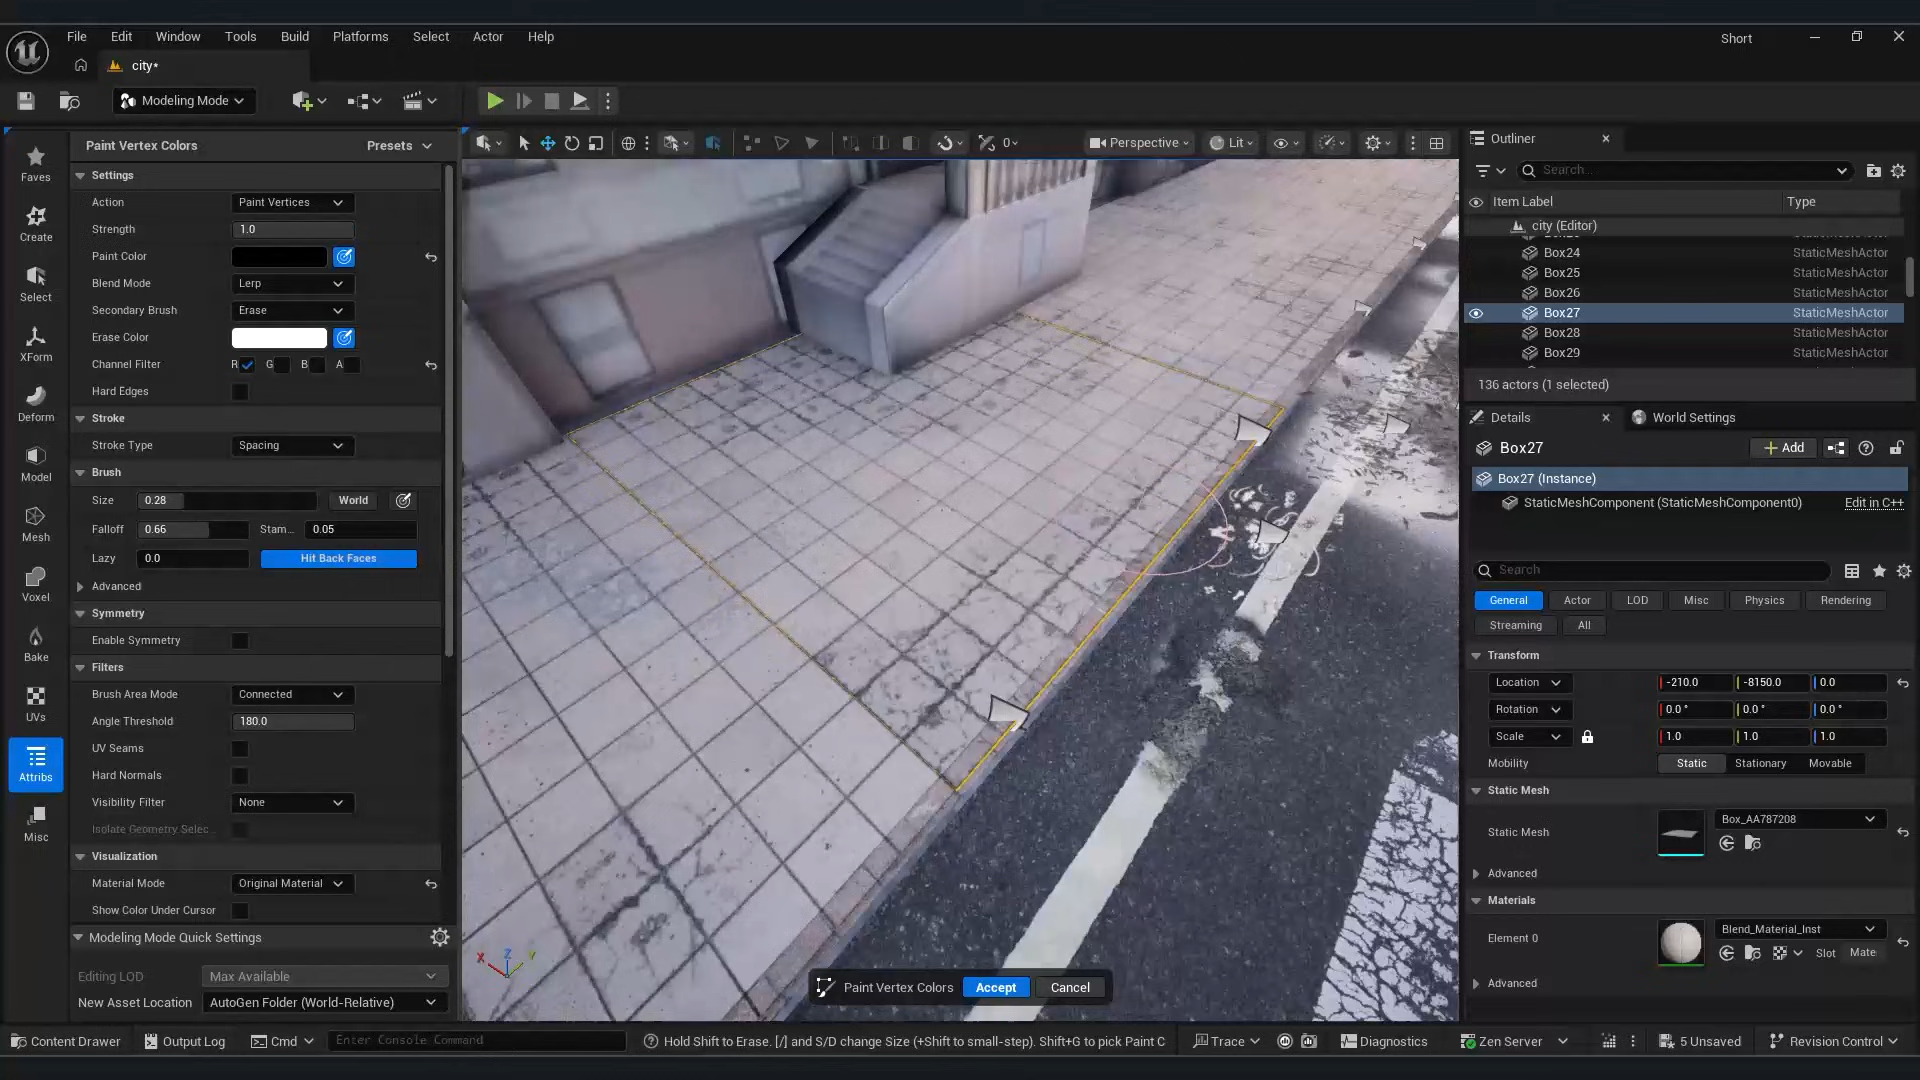 File Edit Window Tools Build Platforms Select Actor Help
Short
city*
Modeling Mode
Faves
Create
Select
XForm
Deform
Model
Mesh
Voxel
Bake
UVs
Attribs
Misc
Paint Vertex Colors Presets
Settings
Action Paint Vertices
Strength 1.0
Paint Color
Blend Mode Lerp
Secondary Brush Erase
Erase Color
Channel Filter R G B A
Hard Edges
Stroke
Stroke Type Spacing
Brush
Size 0.28 World
Falloff 0.66 Stam... 0.05
Lazy 0.0 Hit Back Faces
Advanced
Symmetry
Enable Symmetry
Filters
Brush Area Mode Connected
Angle Threshold 180.0
UV Seams
Hard Normals
Visibility Filter None
Isolate Geometry Selec...
Visualization
Material Mode Original Material
Show Color Under Cursor
Modeling Mode Quick Settings
Editing LOD Max Available
New Asset Location AutoGen Folder (World-Relative)
0
Perspective
Lit
X Z Y
Paint Vertex Colors Accept Cancel
Outliner
Search...
Item Label Type
city (Editor)
Box24 StaticMeshActor
Box25 StaticMeshActor
Box26 StaticMeshActor
Box27 StaticMeshActor
Box28 StaticMeshActor
Box29 StaticMeshActor
136 actors (1 selected)
Details World Settings
Box27 Add
Box27 (Instance)
StaticMeshComponent (StaticMeshComponent0) Edit in C++
Search
General Actor LOD Misc Physics Rendering
Streaming All
Transform
Location -210.0 -8150.0 0.0
Rotation 0.0 ° 0.0 ° 0.0 °
Scale 1.0 1.0 1.0
Mobility Static Stationary Movable
Static Mesh
Static Mesh Box_AA787208
Advanced
Materials
Element 0 Blend_Material_Inst
Slot Mate
Advanced
Content Drawer Output Log Cmd Enter Console Command Hold Shift to Erase. [/] and S/D change Size (+Shift to small-step). Shift+G to pick Paint C Trace Diagnostics Zen Server 5 Unsaved Revision Control